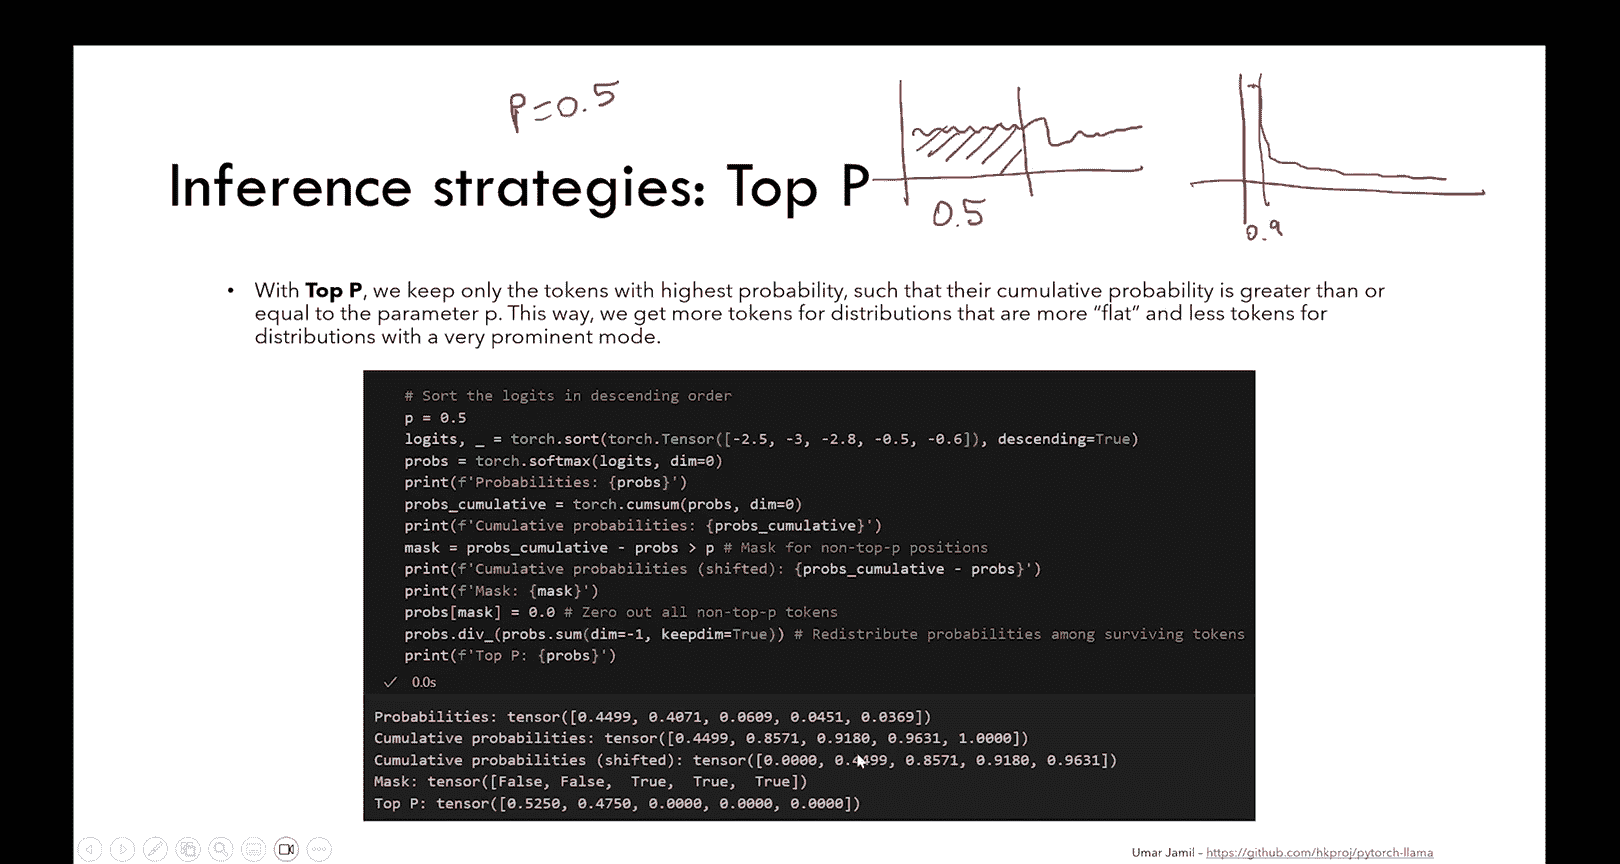 P=0.5
Inference strategies: Top P
0.5
0.9
• With Top P, we keep only the tokens with highest probability, such that their cumulative probability is greater than or
equal to the parameter p. This way, we get more tokens for distributions that are more “flat” and less tokens for
distributions with a very prominent mode.
# Sort the logits in descending order
p = 0.5
logits, _ = torch.sort(torch.Tensor([-2.5, -3, -2.8, -0.5, -0.6]), descending=True)
probs = torch.softmax(logits, dim=0)
print(f'Probabilities: {probs}')
probs_cumulative = torch.cumsum(probs, dim=0)
print(f'Cumulative probabilities: {probs_cumulative}')
mask = probs_cumulative - probs > p # Mask for non-top-p positions
print(f'Cumulative probabilities (shifted): {probs_cumulative - probs}')
print(f'Mask: {mask}')
probs[mask] = 0.0 # Zero out all non-top-p tokens
probs.div_(probs.sum(dim=-1, keepdim=True)) # Redistribute probabilities among surviving tokens
print(f'Top P: {probs}')
✓ 0.0s
Probabilities: tensor([0.4499, 0.4071, 0.0609, 0.0451, 0.0369])
Cumulative probabilities: tensor([0.4499, 0.8571, 0.9180, 0.9631, 1.0000])
Cumulative probabilities (shifted): tensor([0.0000, 0.4499, 0.8571, 0.9180, 0.9631])
Mask: tensor([False, False, True, True, True])
Top P: tensor([0.5250, 0.4750, 0.0000, 0.0000, 0.0000])
Umar Jamil – https://github.com/hkproj/pytorch-llama